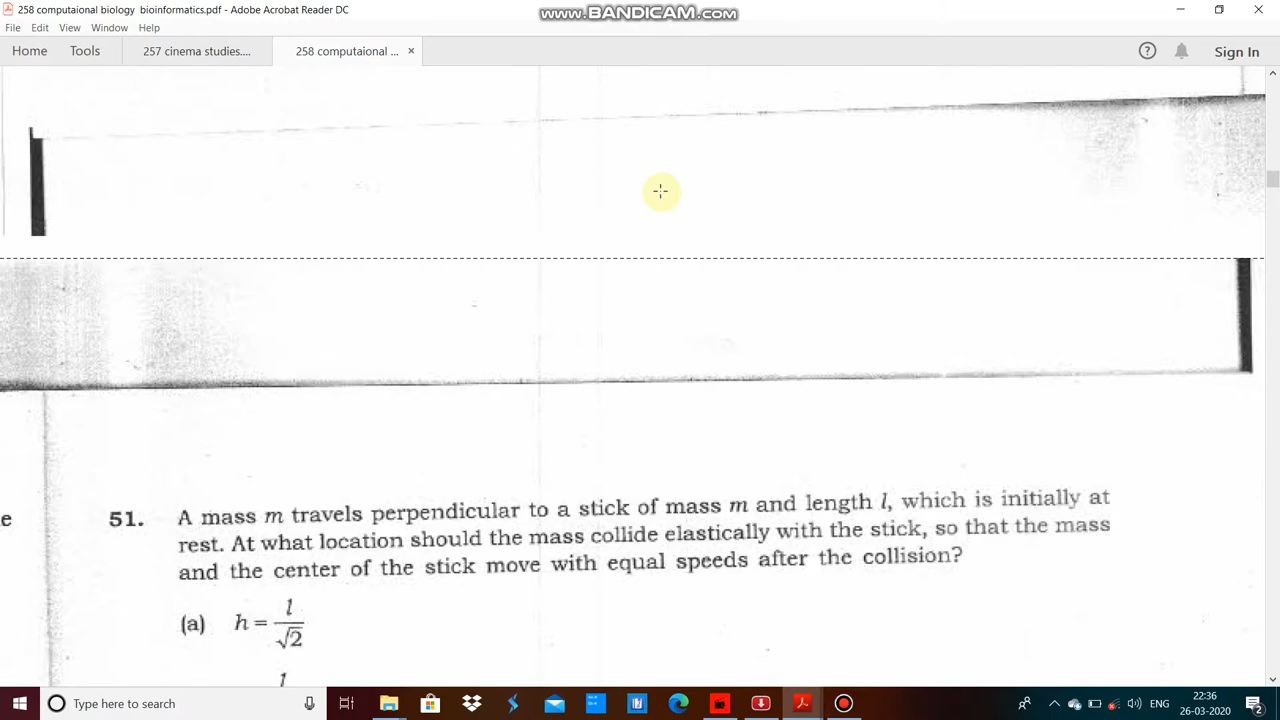 258 computaional biology bioinformatics.pdf - Adobe Acrobat Reader DC
www.BANDICAM.com
File Edit View Window Help
Home Tools 257 cinema studies.... 258 computaional ... Sign In
51. A mass m travels perpendicular to a stick of mass m and length l, which is initially at
rest. At what location should the mass collide elastically with the stick, so that the mass
and the center of the stick move with equal speeds after the collision?
(a) h = l/√2
l
e
Type here to search
ENG
22:36
26-03-2020
2